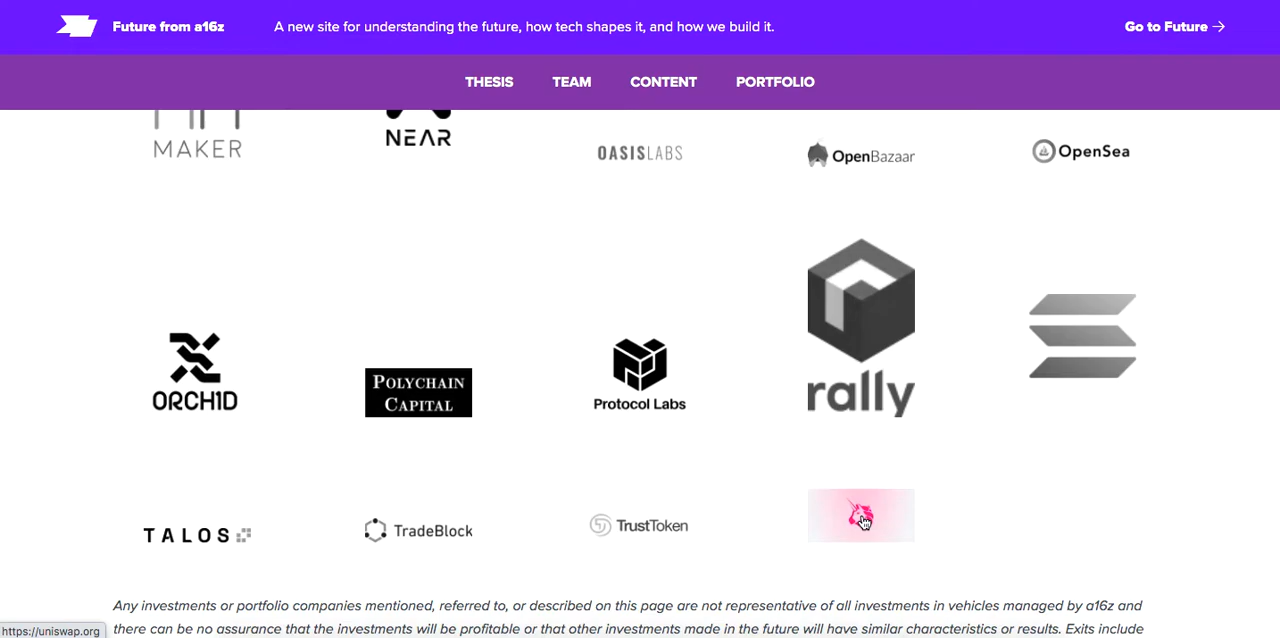 Future from a16z
A new site for understanding the future, how tech shapes it, and how we build it.
Go to Future →
THESIS TEAM CONTENT PORTFOLIO
MAKER
NEAR
OASISLABS
OpenBazaar
OpenSea
ORCH1D
POLYCHAIN
CAPITAL
Protocol Labs
rally
TALOS
TradeBlock
TrustToken
Any investments or portfolio companies mentioned, referred to, or described on this page are not representative of all investments in vehicles managed by a16z and
there can be no assurance that the investments will be profitable or that other investments made in the future will have similar characteristics or results. Exits include
https://uniswap.org